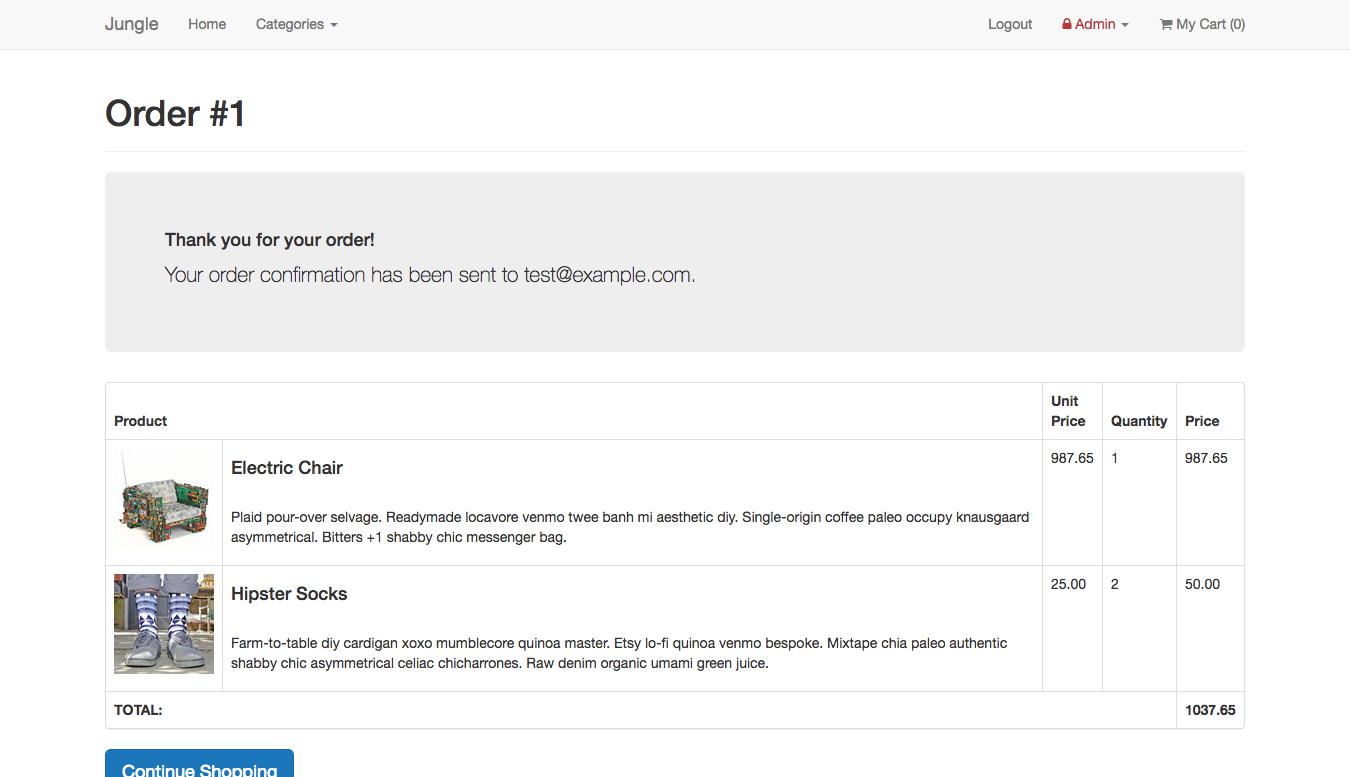 Jungle Home Categories Logout Admin My Cart (0)
Order #1
Thank you for your order!
Your order confirmation has been sent to test@example.com.
Product Unit Price Quantity Price
Electric Chair 987.65 1 987.65
Plaid pour-over selvage. Readymade locavore venmo twee banh mi aesthetic diy. Single-origin coffee paleo occupy knausgaard
asymmetrical. Bitters +1 shabby chic messenger bag.
Hipster Socks 25.00 2 50.00
Farm-to-table diy cardigan xoxo mumblecore quinoa master. Etsy lo-fi quinoa venmo bespoke. Mixtape chia paleo authentic
shabby chic asymmetrical celiac chicharrones. Raw denim organic umami green juice.
TOTAL: 1037.65
Continue Shopping